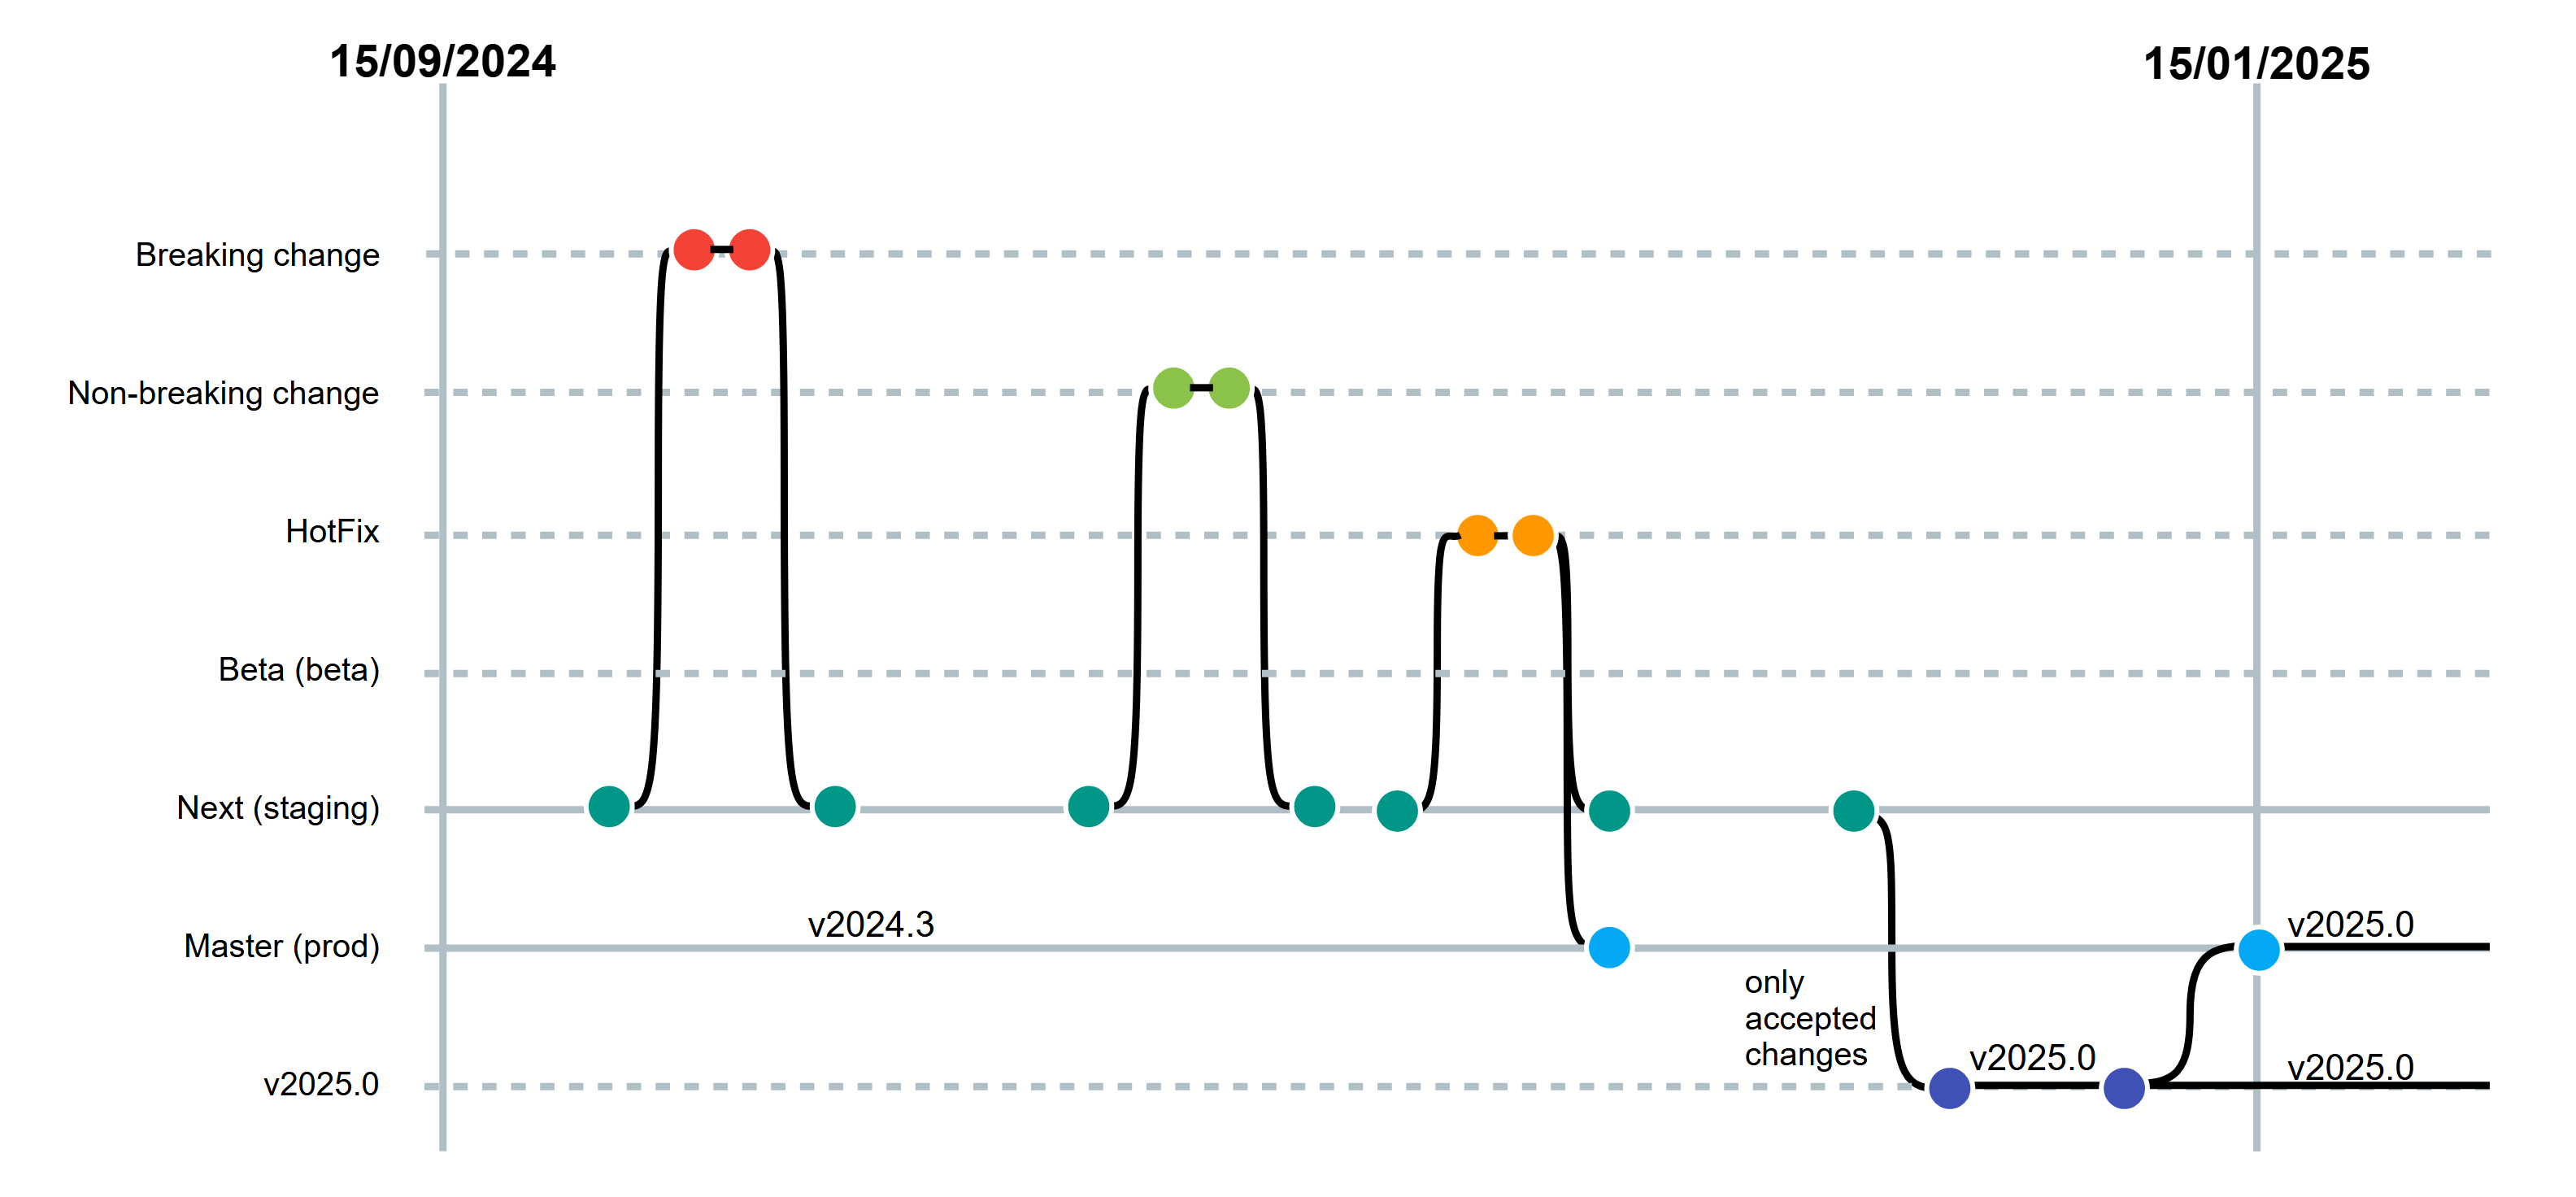 15/09/2024
15/01/2025
Breaking change
Non-breaking change
HotFix
Beta (beta)
Next (staging)
v2024.3
v2025.0
Master (prod)
only
accepted
changes
v2025.0
v2025.0
v2025.0